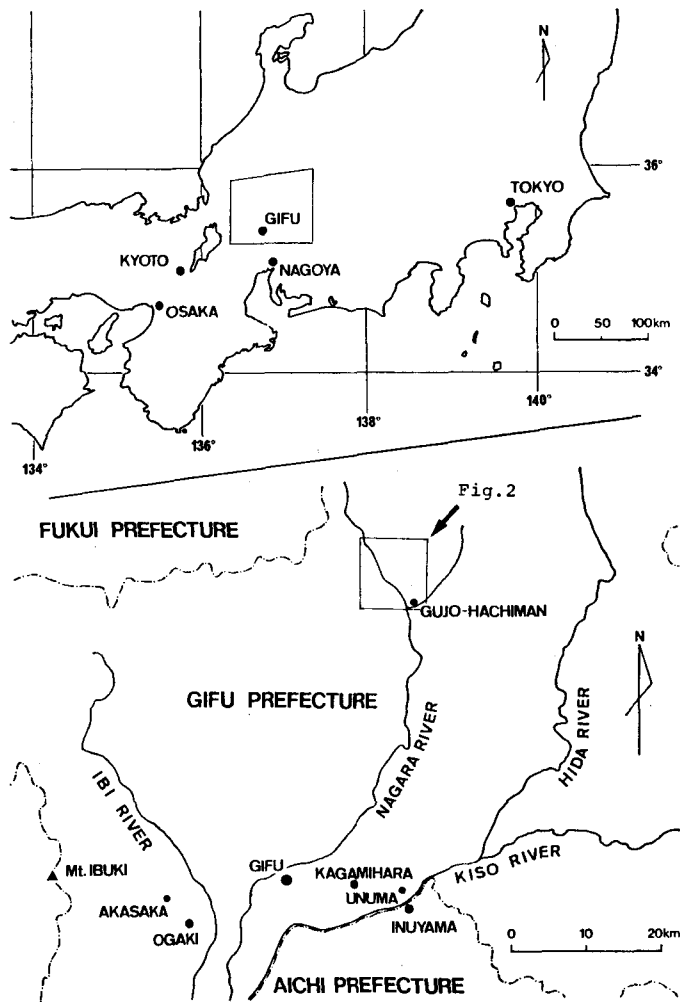 N
36°
TOKYO
GIFU
KYOTO
NAGOYA
OSAKA
0 50 100km
34°
136°
138°
140°
134°
Fig.2
FUKUI PREFECTURE
GUJO-HACHIMAN
N
GIFU PREFECTURE
NAGARA RIVER
HIDA RIVER
IBI RIVER
Mt. IBUKI
GIFU
KAGAMIHARA
KISO RIVER
UNUMA
AKASAKA
INUYAMA
OGAKI
0 10 20km
AICHI PREFECTURE